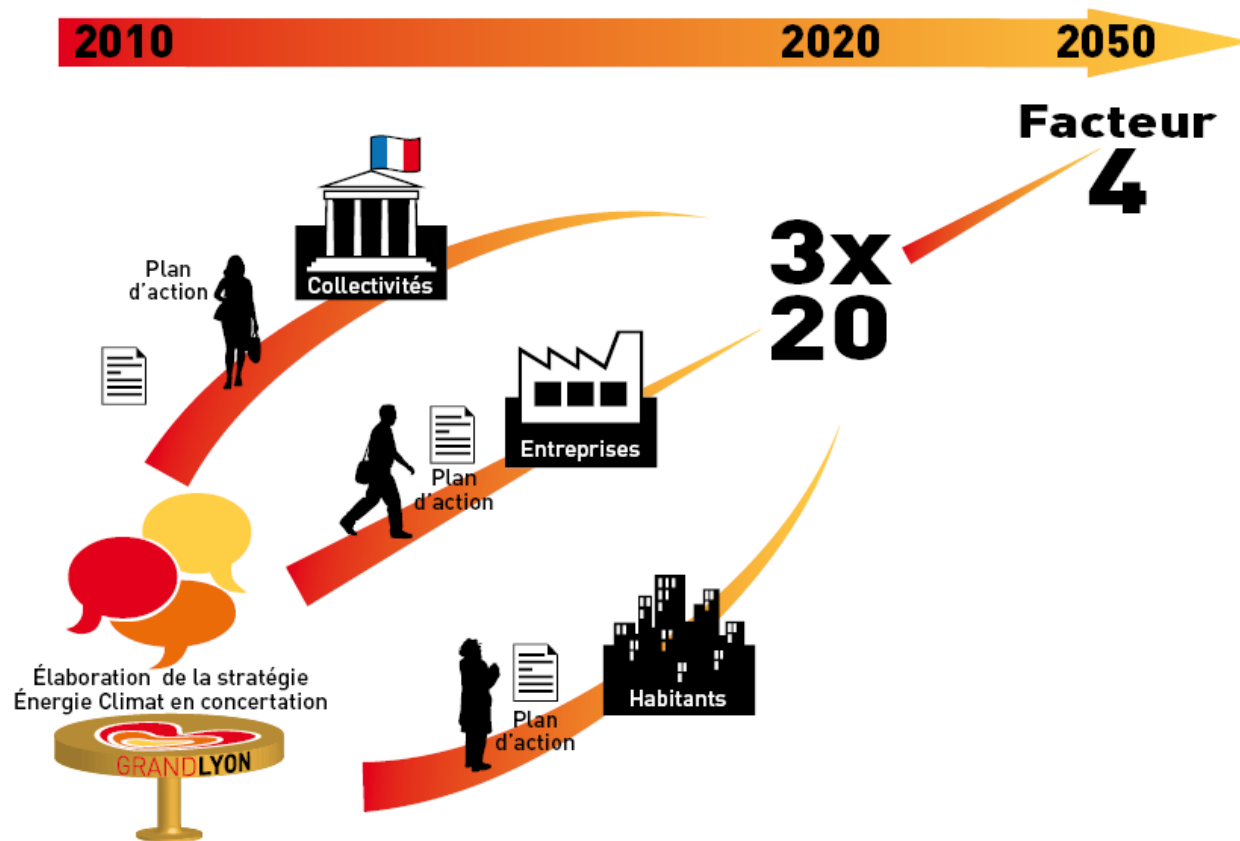 2010
2020
2050
Facteur
4
3x
20
Plan
d'action
Collectivités
Plan
d'action
Entreprises
Plan
d'action
Habitants
Élaboration de la stratégie
Énergie Climat en concertation
GRANDLYON